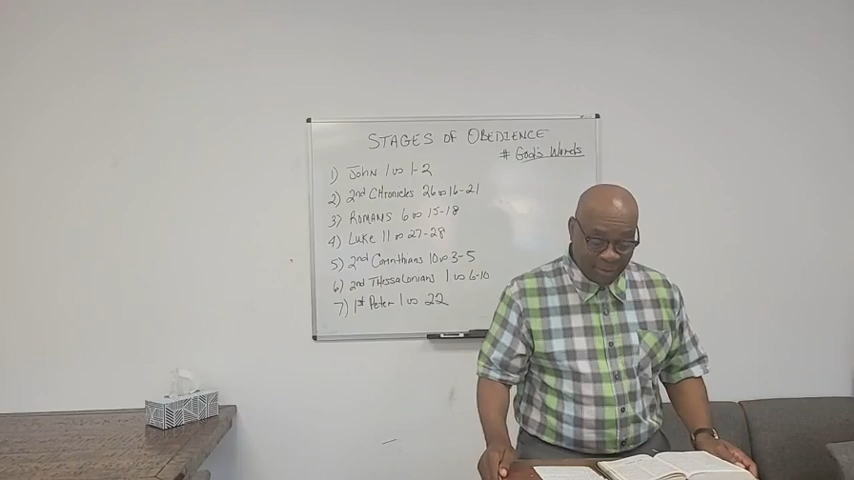 STAGES OF OBEDIENCE
# God's Words
1) John 1 vs 1-2
2) 2nd Chronicles 26 vs 16-21
3) Romans 6 vs 15-18
4) Luke 11 vs 27-28
5) 2nd Corinthians 10 vs 3-5
6) 2nd Thessalonians 1 vs 6-10
7) 1st Peter 1 vs 22